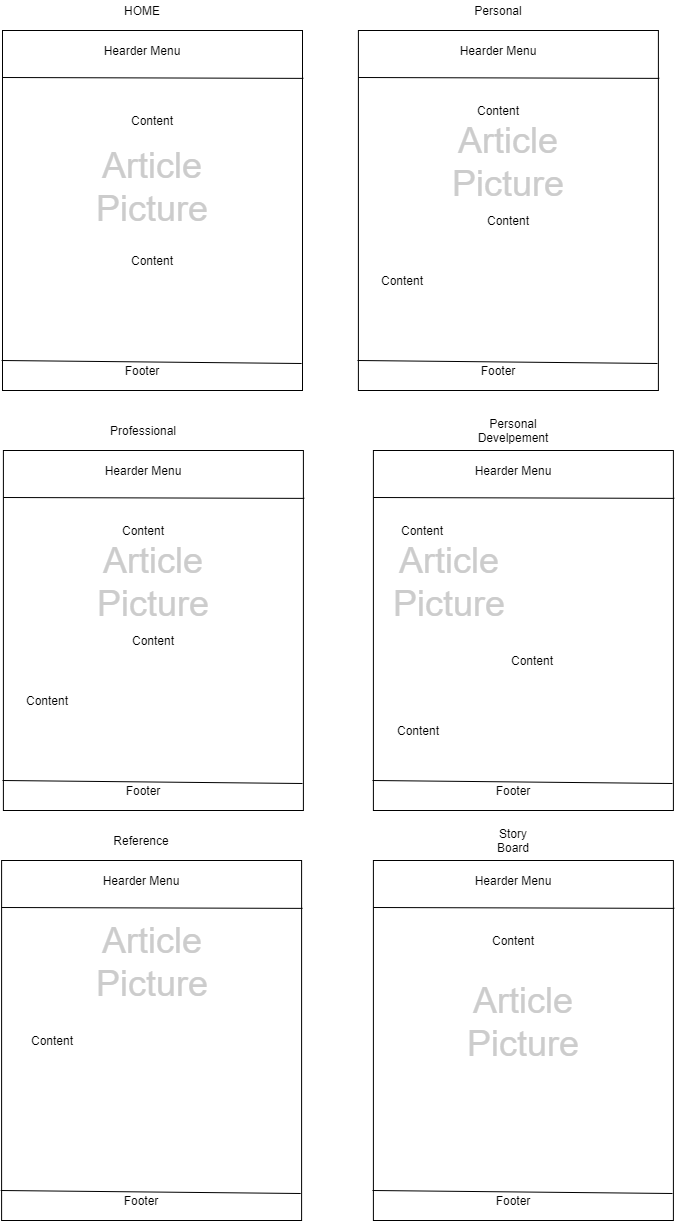 HOME
Hearder Menu
Content
Article
Picture
Content
Footer
Personal
Hearder Menu
Content
Article
Picture
Content
Content
Footer
Professional
Hearder Menu
Content
Article
Picture
Content
Content
Footer
Personal
Develpement
Hearder Menu
Content
Article
Picture
Content
Content
Footer
Reference
Hearder Menu
Article
Picture
Content
Footer
Story
Board
Hearder Menu
Content
Article
Picture
Footer